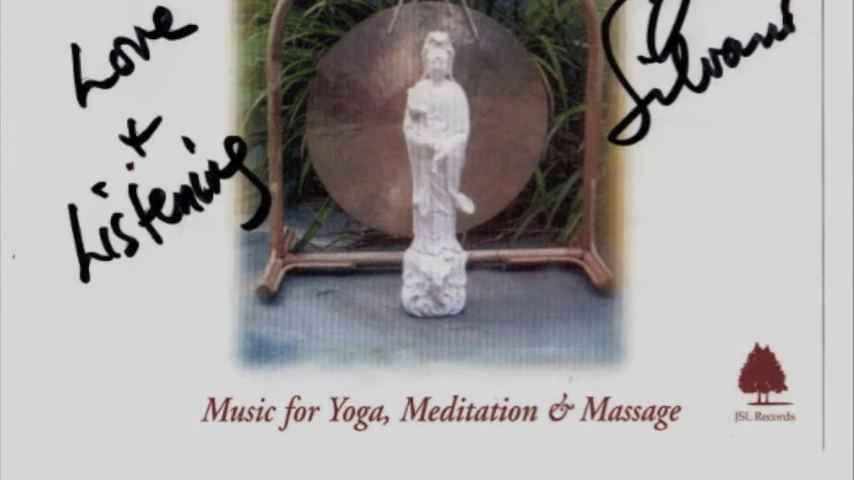 Love
&
Listening
Silvano
Music for Yoga, Meditation & Massage
JSL Records